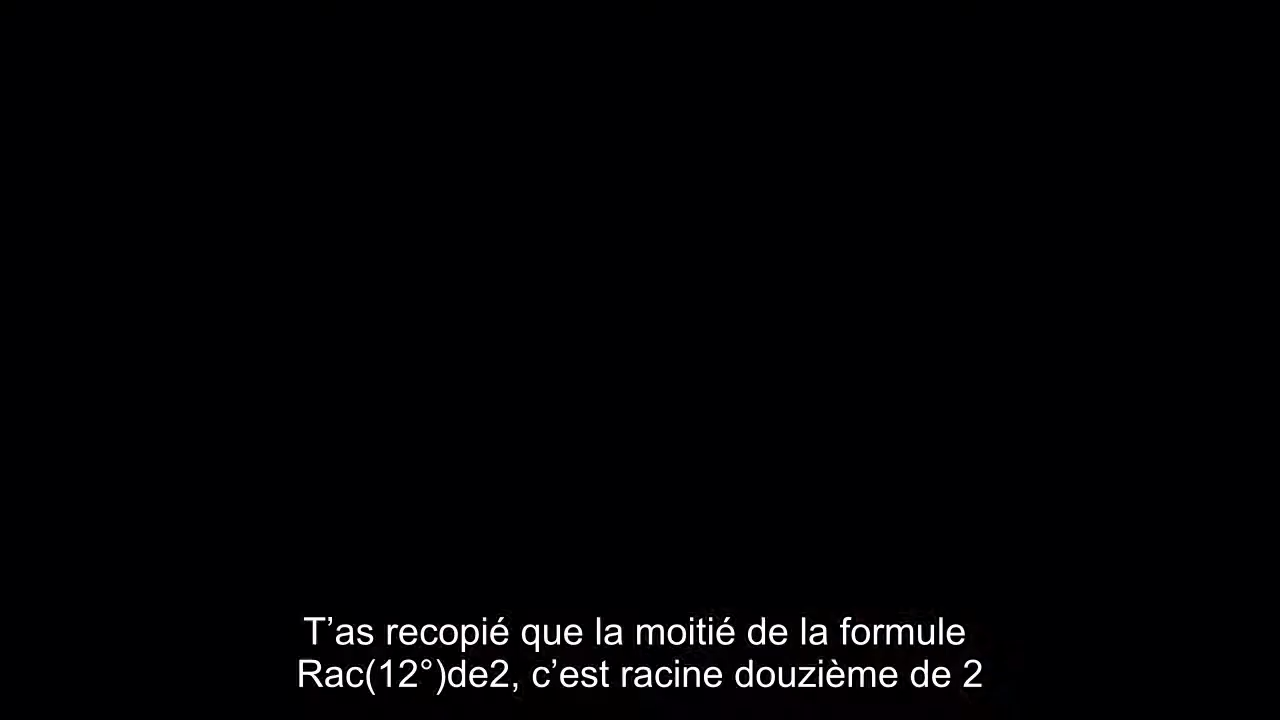 T’as recopié que la moitié de la formule
Rac(12°)de2, c’est racine douzième de 2